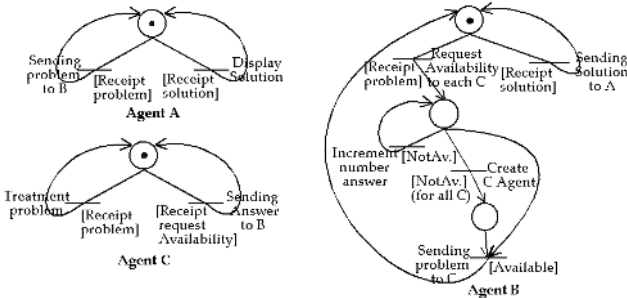 Sending
problem
to B
[Receipt
problem]
[Receipt
solution]
Display
Solution
Agent A
Treatment
problem
[Receipt
problem]
[Receipt
request
Availability]
Sending
Answer
to B
Agent C
[Receipt
problem]
Request
Availability
to each C
[Receipt
solution]
Sending
Solution
to A
Increment
number
answer
[NotAv.]
[NotAv.]
(for all C)
Create
C Agent
Sending
problem
to C
[Available]
Agent B